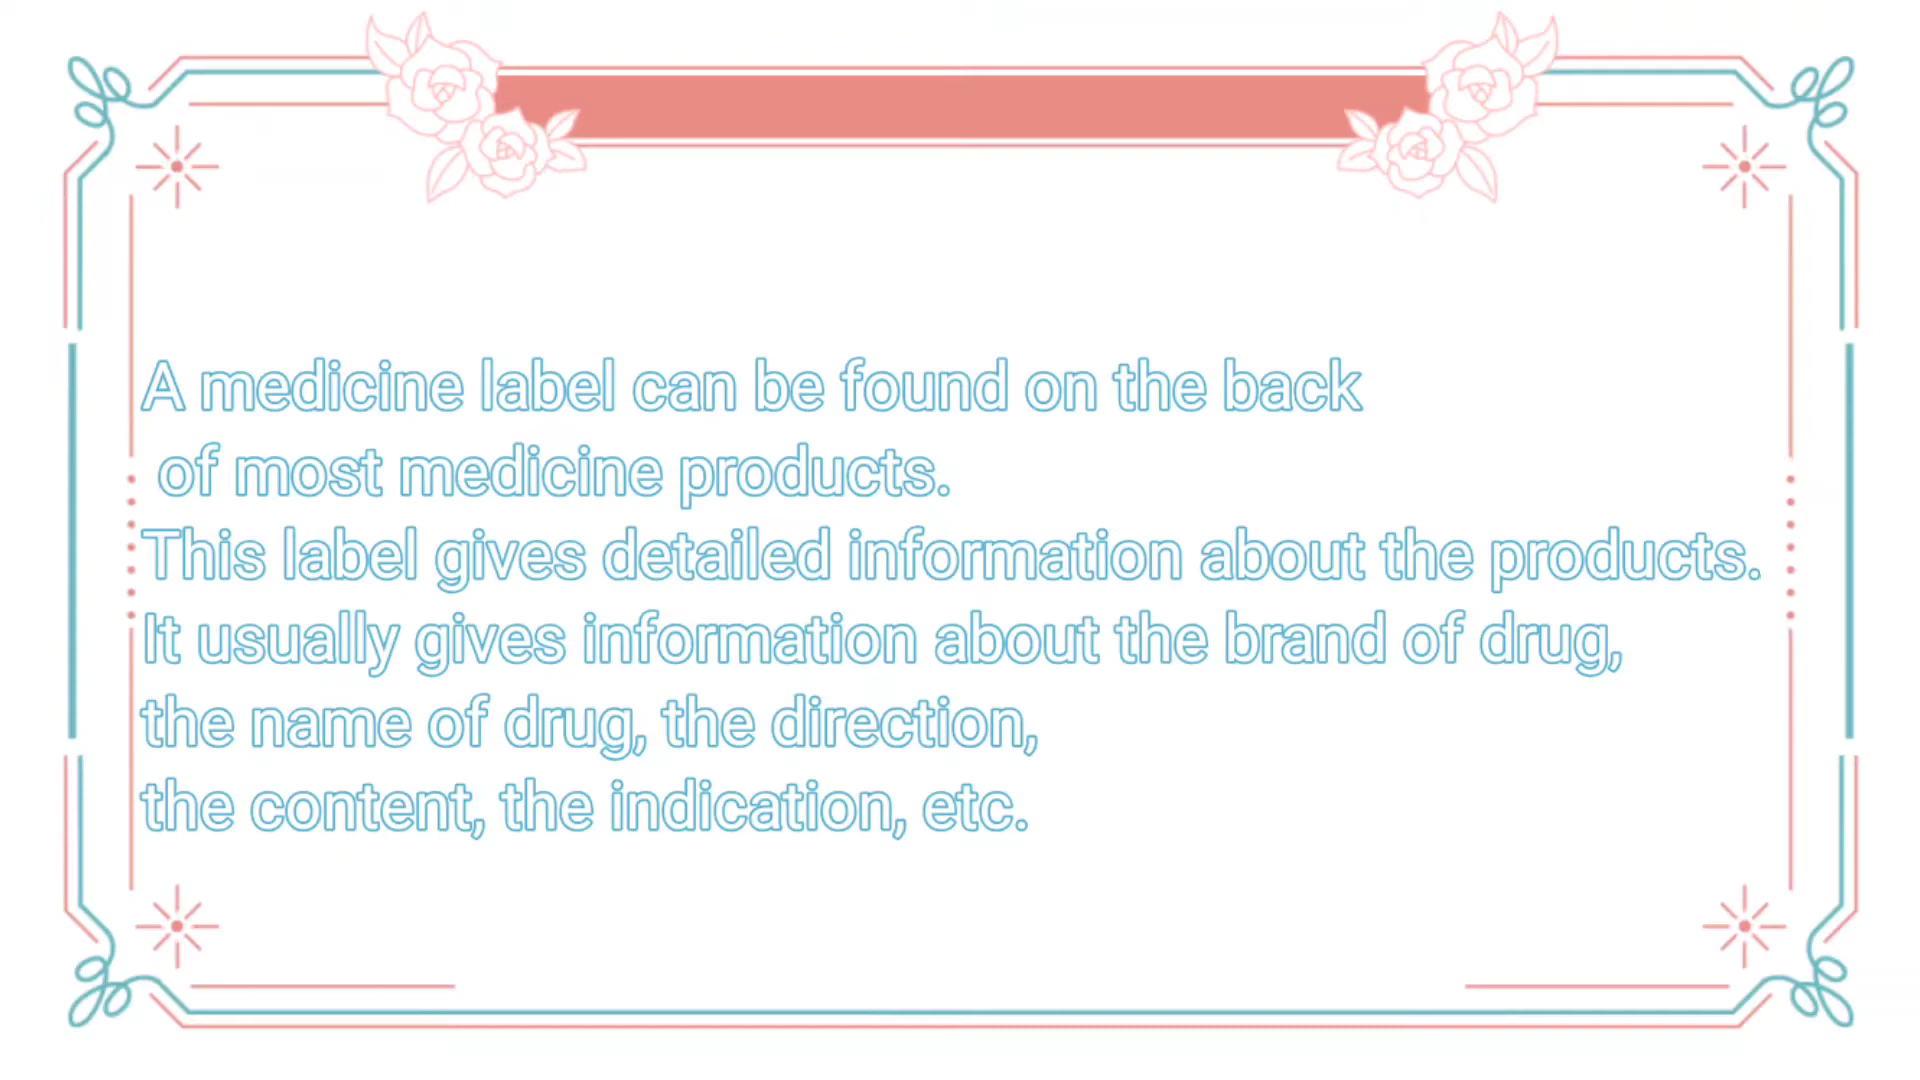 A medicine label can be found on the back
of most medicine products.
This label gives detailed information about the products.
It usually gives information about the brand of drug,
the name of drug, the direction,
the content, the indication, etc.